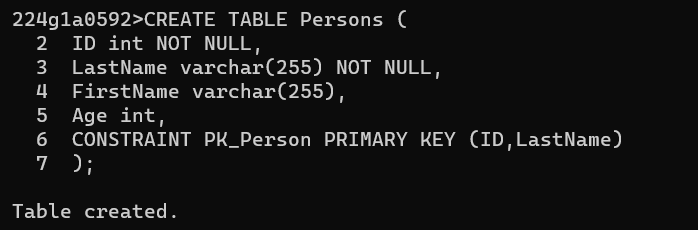 224g1a0592>CREATE TABLE Persons (
  2  ID int NOT NULL,
  3  LastName varchar(255) NOT NULL,
  4  FirstName varchar(255),
  5  Age int,
  6  CONSTRAINT PK_Person PRIMARY KEY (ID,LastName)
  7  );
Table created.